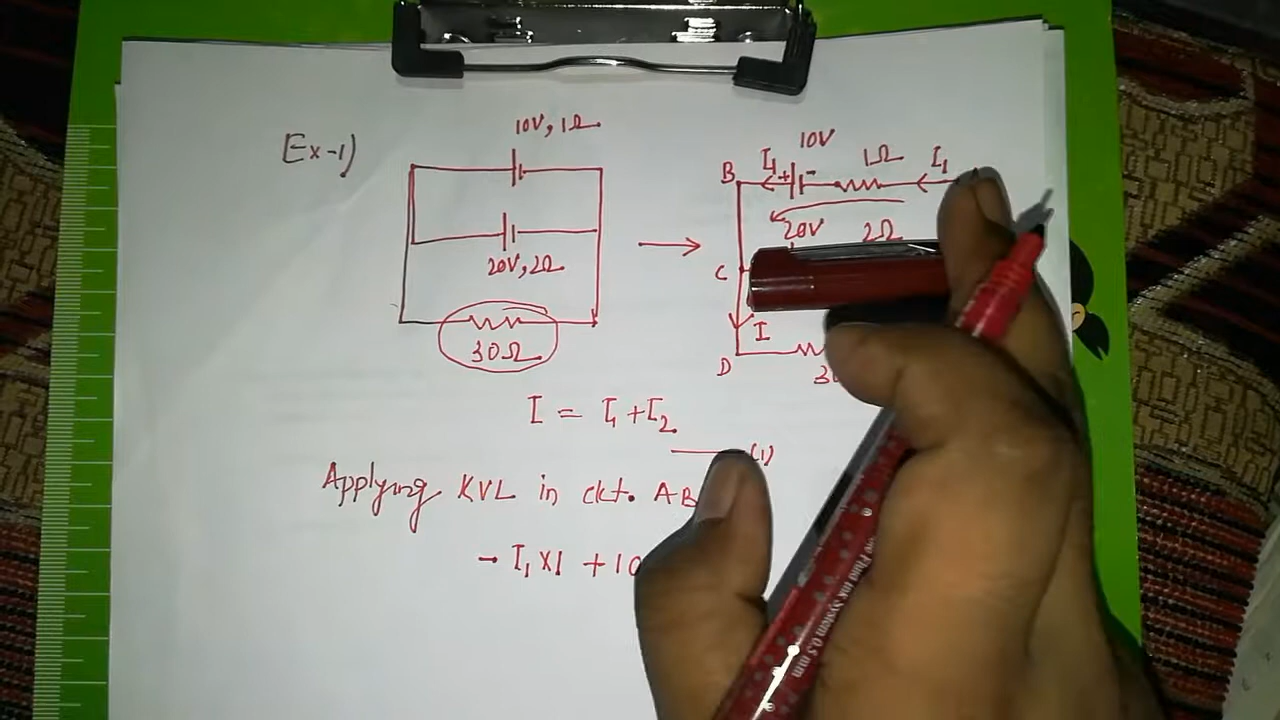 Ex-1)
10V, 1Ω
20V, 2Ω
30Ω
10V
B I1 + - 1Ω I1
20V 2Ω
C
I
D
I = I1 + I2
(1)
Applying KVL in ckt. AB
- I1 X1 + 10